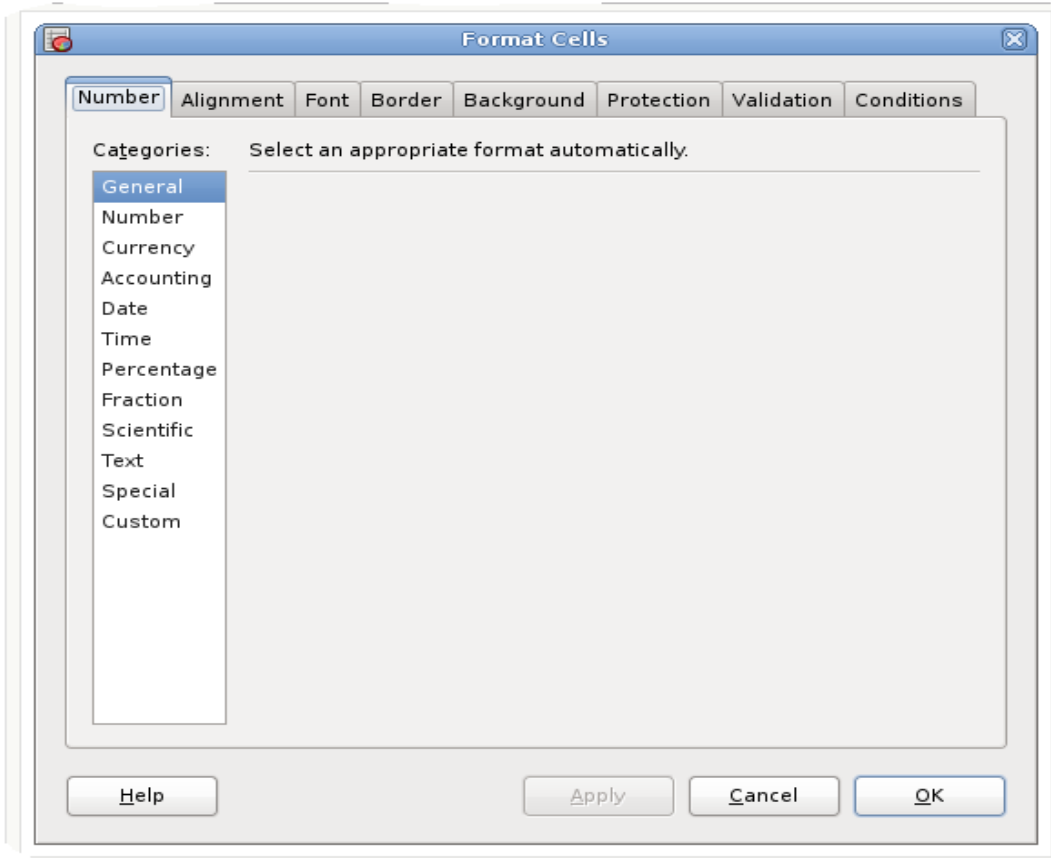 Format Cells
Number Alignment Font Border Background Protection Validation Conditions
Categories: Select an appropriate format automatically.
General
Number
Currency
Accounting
Date
Time
Percentage
Fraction
Scientific
Text
Special
Custom
Help Apply Cancel OK